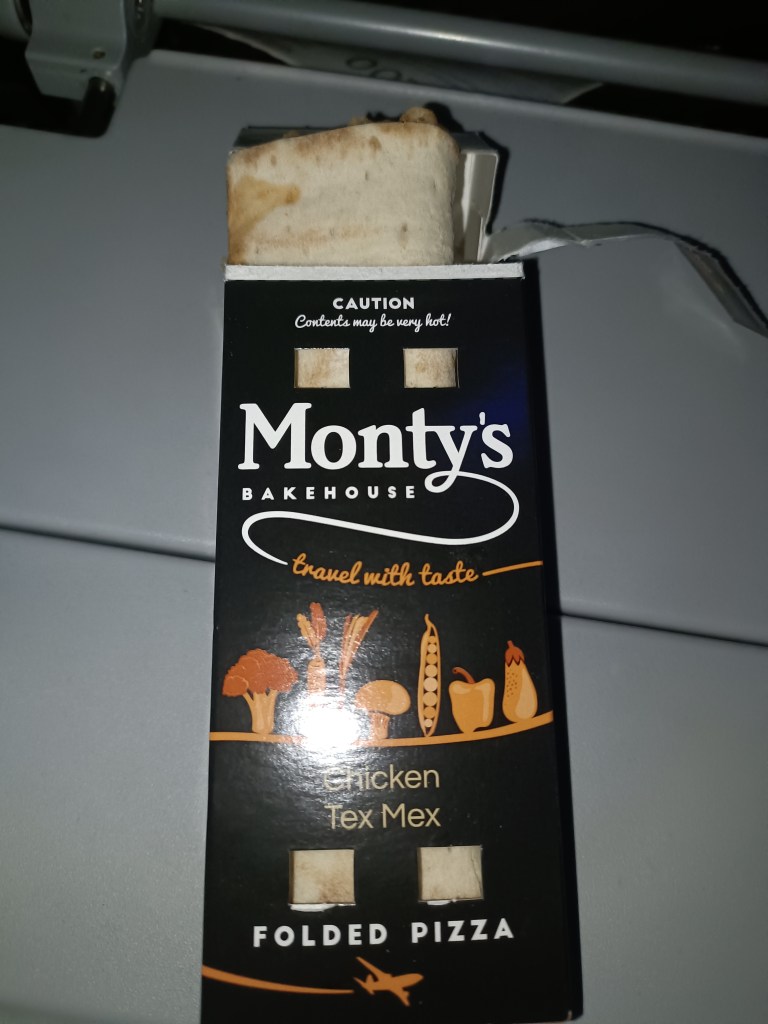 CAUTION
Contents may be very hot!
Monty's
BAKEHOUSE
travel with taste
Chicken
Tex Mex
FOLDED PIZZA